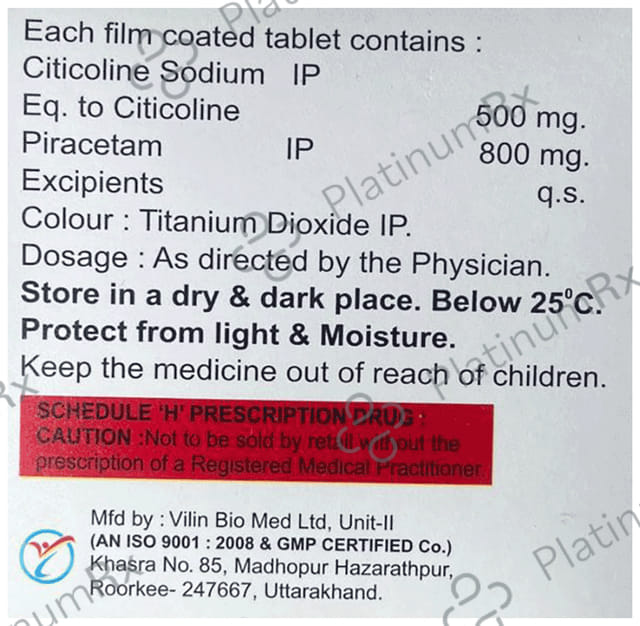 Each film coated tablet contains :
Citicoline Sodium IP
Eq. to Citicoline 500 mg.
Piracetam IP 800 mg.
Excipients q.s.
Colour : Titanium Dioxide IP.
Dosage : As directed by the Physician.
Store in a dry & dark place. Below 25°C.
Protect from light & Moisture.
Keep the medicine out of reach of children.
SCHEDULE 'H' PRESCRIPTION DRUG :
CAUTION :Not to be sold by retail without the
prescription of a Registered Medical Practitioner.
Mfd by : Vilin Bio Med Ltd, Unit-II
(AN ISO 9001 : 2008 & GMP CERTIFIED Co.)
Khasra No. 85, Madhopur Hazarathpur,
Roorkee- 247667, Uttarakhand.
PlatinumRx
PlatinumRx